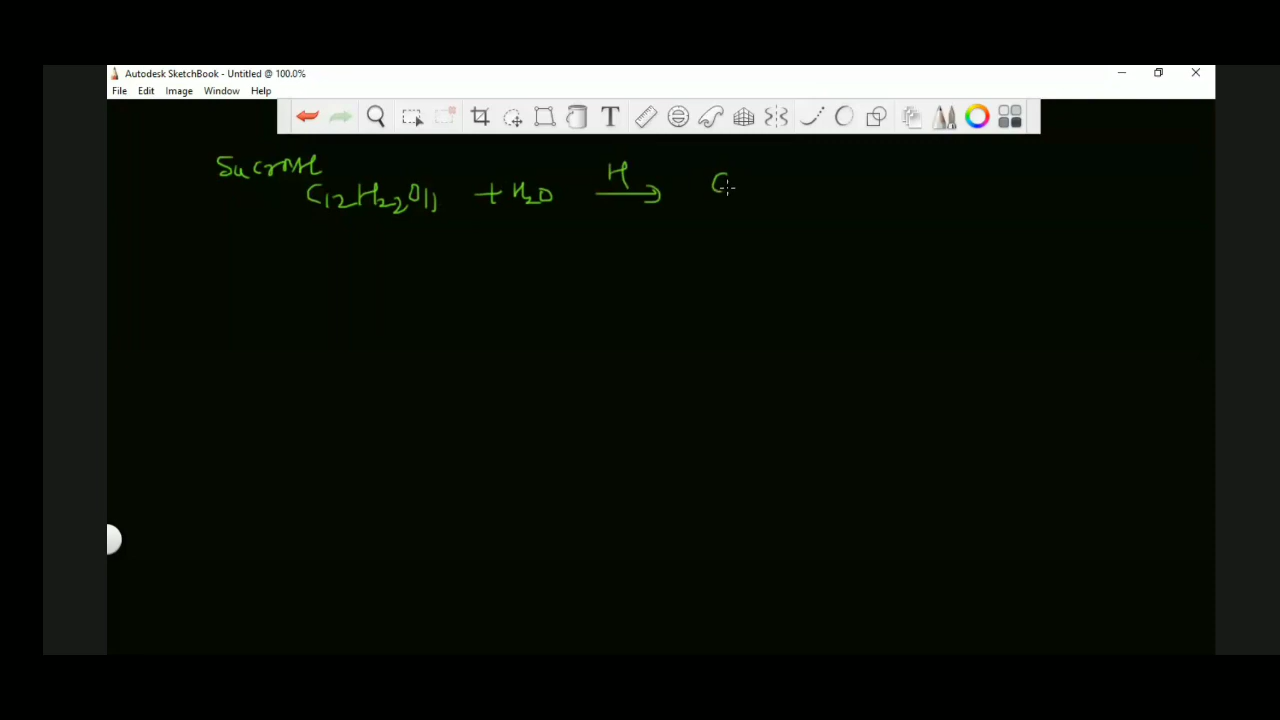 Autodesk SketchBook - Untitled @ 100.0%
File Edit Image Window Help
T
Sucrose
C12H22O11 + H2O H C